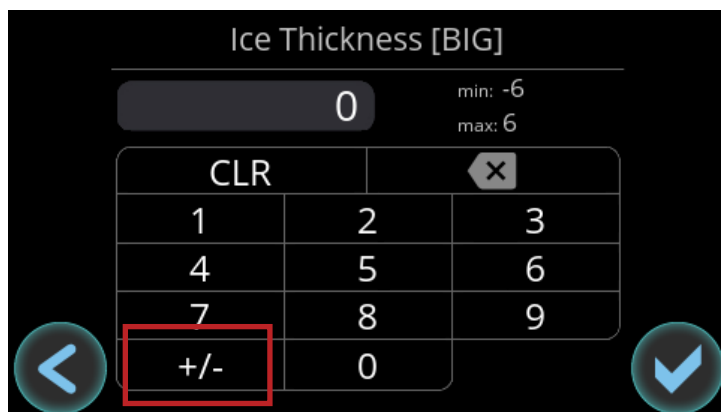 Ice Thickness [BIG]
0
min: -6
max: 6
CLR
1 2 3
4 5 6
7 8 9
+/- 0